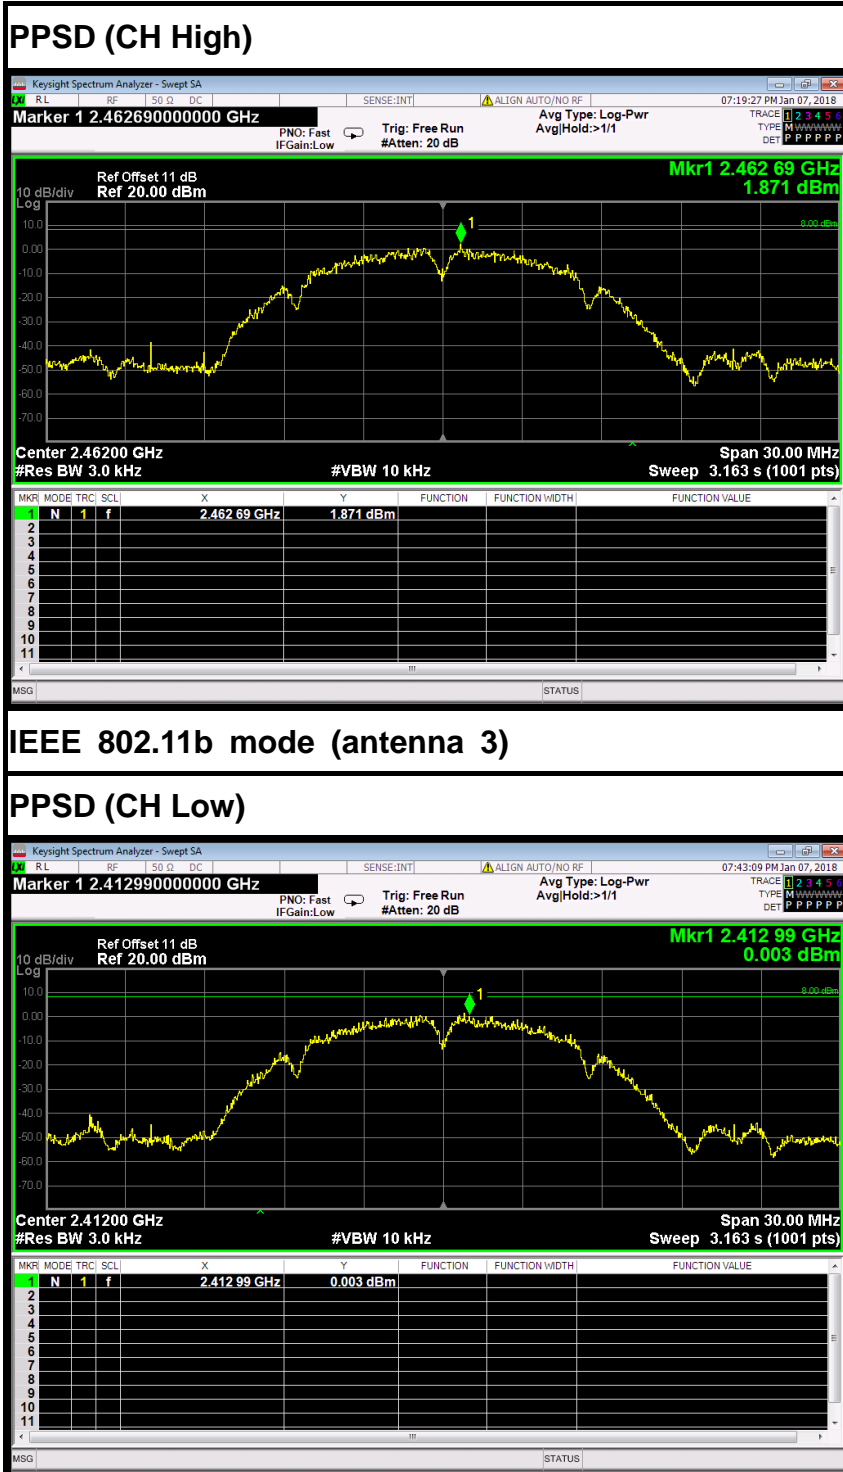 PPSD (CH High)
Keysight Spectrum Analyzer - Swept SA
LXI RL RF 50 Ω DC SENSE:INT ALIGN AUTO/NO RF 07:19:27 PM Jan 07, 2018
Marker 1 2.462690000000 GHz
PNO: Fast
IFGain:Low
Trig: Free Run
#Atten: 20 dB
Avg Type: Log-Pwr
Avg|Hold:>1/1
TRACE 1 2 3 4 5 6
TYPE M WWWWW
DET P P P P P P
Mkr1 2.462 69 GHz
1.871 dBm
Ref Offset 11 dB
10 dB/div Ref 20.00 dBm
Log
1
8.00 dBm
10.0
0.00
-10.0
-20.0
-30.0
-40.0
-50.0
-60.0
-70.0
Center 2.46200 GHz Span 30.00 MHz
#Res BW 3.0 kHz #VBW 10 kHz Sweep 3.163 s (1001 pts)
MKR MODE TRC SCL X Y FUNCTION FUNCTION WIDTH FUNCTION VALUE
1 N 1 f 2.462 69 GHz 1.871 dBm
2
3
4
5
6
7
8
9
10
11
MSG STATUS
IEEE 802.11b mode (antenna 3)
PPSD (CH Low)
Keysight Spectrum Analyzer - Swept SA
LXI RL RF 50 Ω DC SENSE:INT ALIGN AUTO/NO RF 07:43:09 PM Jan 07, 2018
Marker 1 2.412990000000 GHz
PNO: Fast
IFGain:Low
Trig: Free Run
#Atten: 20 dB
Avg Type: Log-Pwr
Avg|Hold:>1/1
TRACE 1 2 3 4 5 6
TYPE M WWWWW
DET P P P P P P
Mkr1 2.412 99 GHz
0.003 dBm
Ref Offset 11 dB
10 dB/div Ref 20.00 dBm
Log
1
8.00 dBm
10.0
0.00
-10.0
-20.0
-30.0
-40.0
-50.0
-60.0
-70.0
Center 2.41200 GHz Span 30.00 MHz
#Res BW 3.0 kHz #VBW 10 kHz Sweep 3.163 s (1001 pts)
MKR MODE TRC SCL X Y FUNCTION FUNCTION WIDTH FUNCTION VALUE
1 N 1 f 2.412 99 GHz 0.003 dBm
2
3
4
5
6
7
8
9
10
11
MSG STATUS